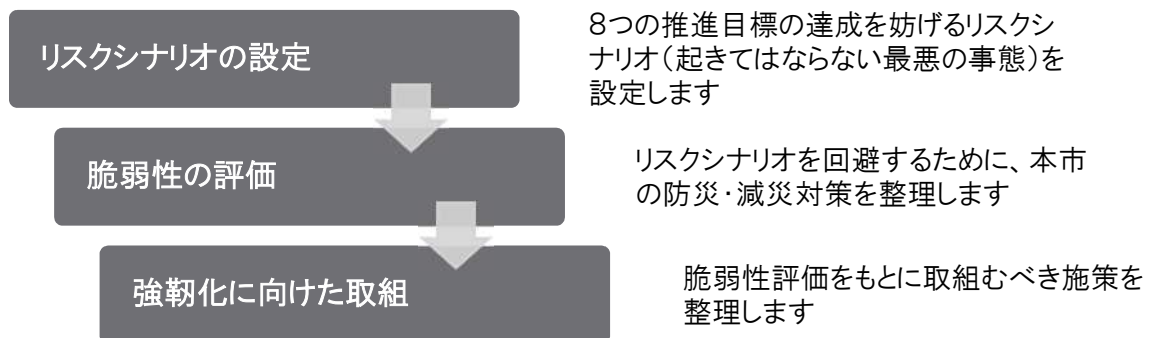 リスクシナリオの設定
８つの推進目標の達成を妨げるリスクシ
ナリオ（起きてはならない最悪の事態）を
設定します
脆弱性の評価
リスクシナリオを回避するために、本市
の防災・減災対策を整理します
強靭化に向けた取組
脆弱性評価をもとに取組むべき施策を
整理します